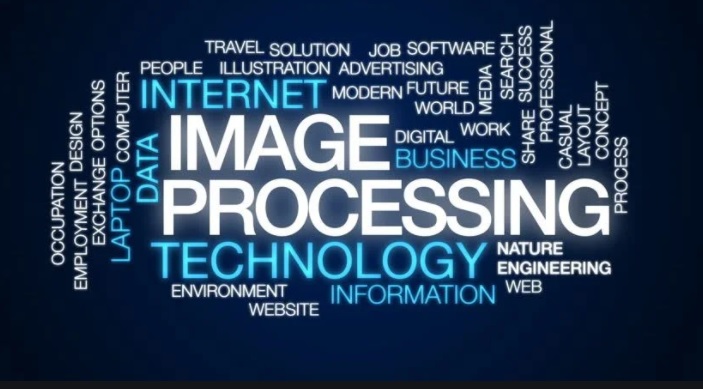 TRAVEL SOLUTION JOB SOFTWARE
PEOPLE ILLUSTRATION ADVERTISING
INTERNET MODERN FUTURE
WORLD
MEDIA
SEARCH
SHARE SUCCESS
PROFESSIONAL
CASUAL
LAYOUT
CONCEPT
PROCESS
OCCUPATION
EMPLOYMENT DESIGN
EXCHANGE OPTIONS
LAPTOP COMPUTER
DATA
IMAGE
DIGITAL WORK
BUSINESS
PROCESSING
TECHNOLOGY
NATURE
ENGINEERING
WEB
ENVIRONMENT INFORMATION
WEBSITE